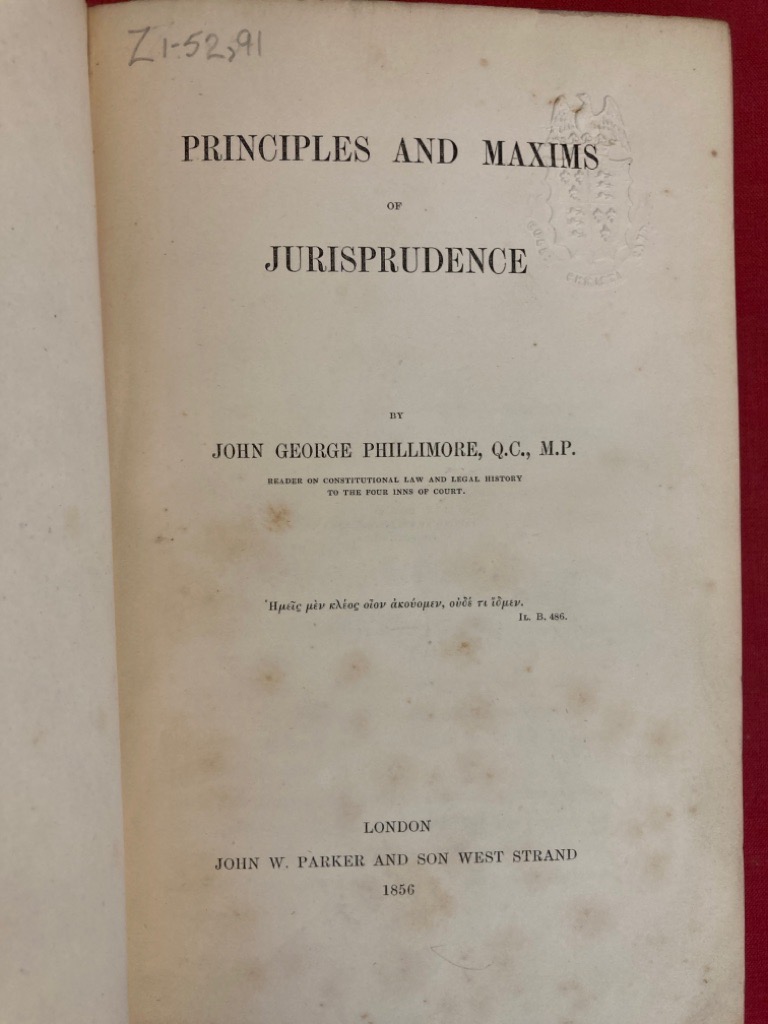 Z1-52,91
PRINCIPLES AND MAXIMS
OF
JURISPRUDENCE
BY
JOHN GEORGE PHILLIMORE, Q.C., M.P.
READER ON CONSTITUTIONAL LAW AND LEGAL HISTORY
TO THE FOUR INNS OF COURT.
Ἡμεῖς μὲν κλέος οἶον ἀκούομεν, οὐδέ τι ἴδμεν.
IL. B. 486.
LONDON
JOHN W. PARKER AND SON WEST STRAND
1856